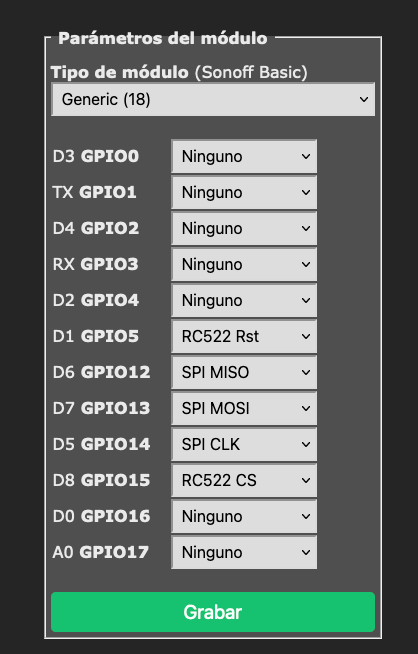 Parámetros del módulo
Tipo de módulo (Sonoff Basic)
Generic (18)
D3 GPIO0 Ninguno
TX GPIO1 Ninguno
D4 GPIO2 Ninguno
RX GPIO3 Ninguno
D2 GPIO4 Ninguno
D1 GPIO5 RC522 Rst
D6 GPIO12 SPI MISO
D7 GPIO13 SPI MOSI
D5 GPIO14 SPI CLK
D8 GPIO15 RC522 CS
D0 GPIO16 Ninguno
A0 GPIO17 Ninguno
Grabar